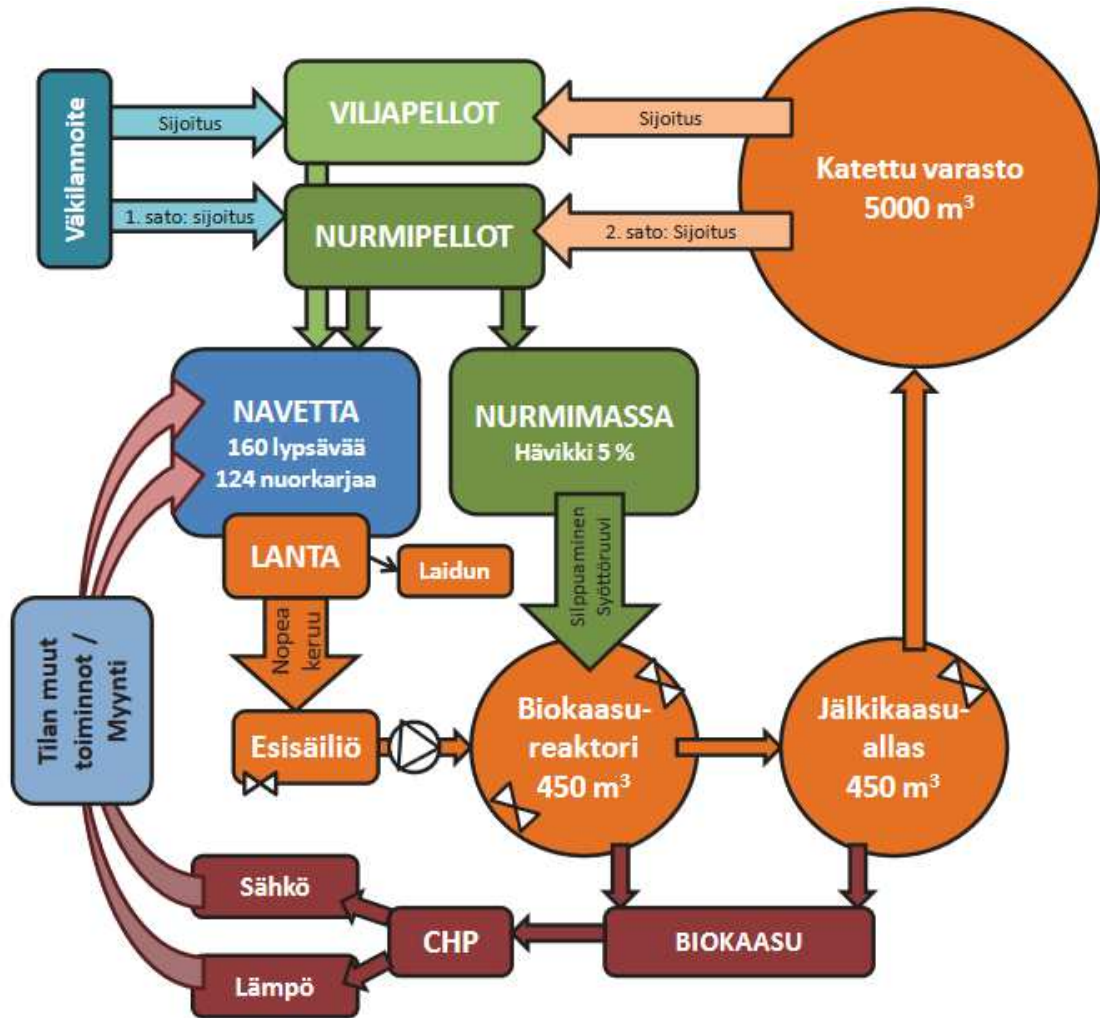 Väkilannoite
Sijoitus
VILJAPELLOT
Sijoitus
Katettu varasto
5000 m³
1. sato: sijoitus
NURMIPELLOT
2. sato: Sijoitus
NAVETTA
160 lypsävää
124 nuorkarjaa
NURMIMASSA
Hävikki 5 %
LANTA
Laidun
Nopea
keruu
Silppuaminen
Syöttöruuvi
Tilan muut
toiminnot /
Myynti
Esisäiliö
Biokaasu-
reaktori
450 m³
Jälkikaasu-
allas
450 m³
Sähkö
CHP
BIOKAASU
Lämpö